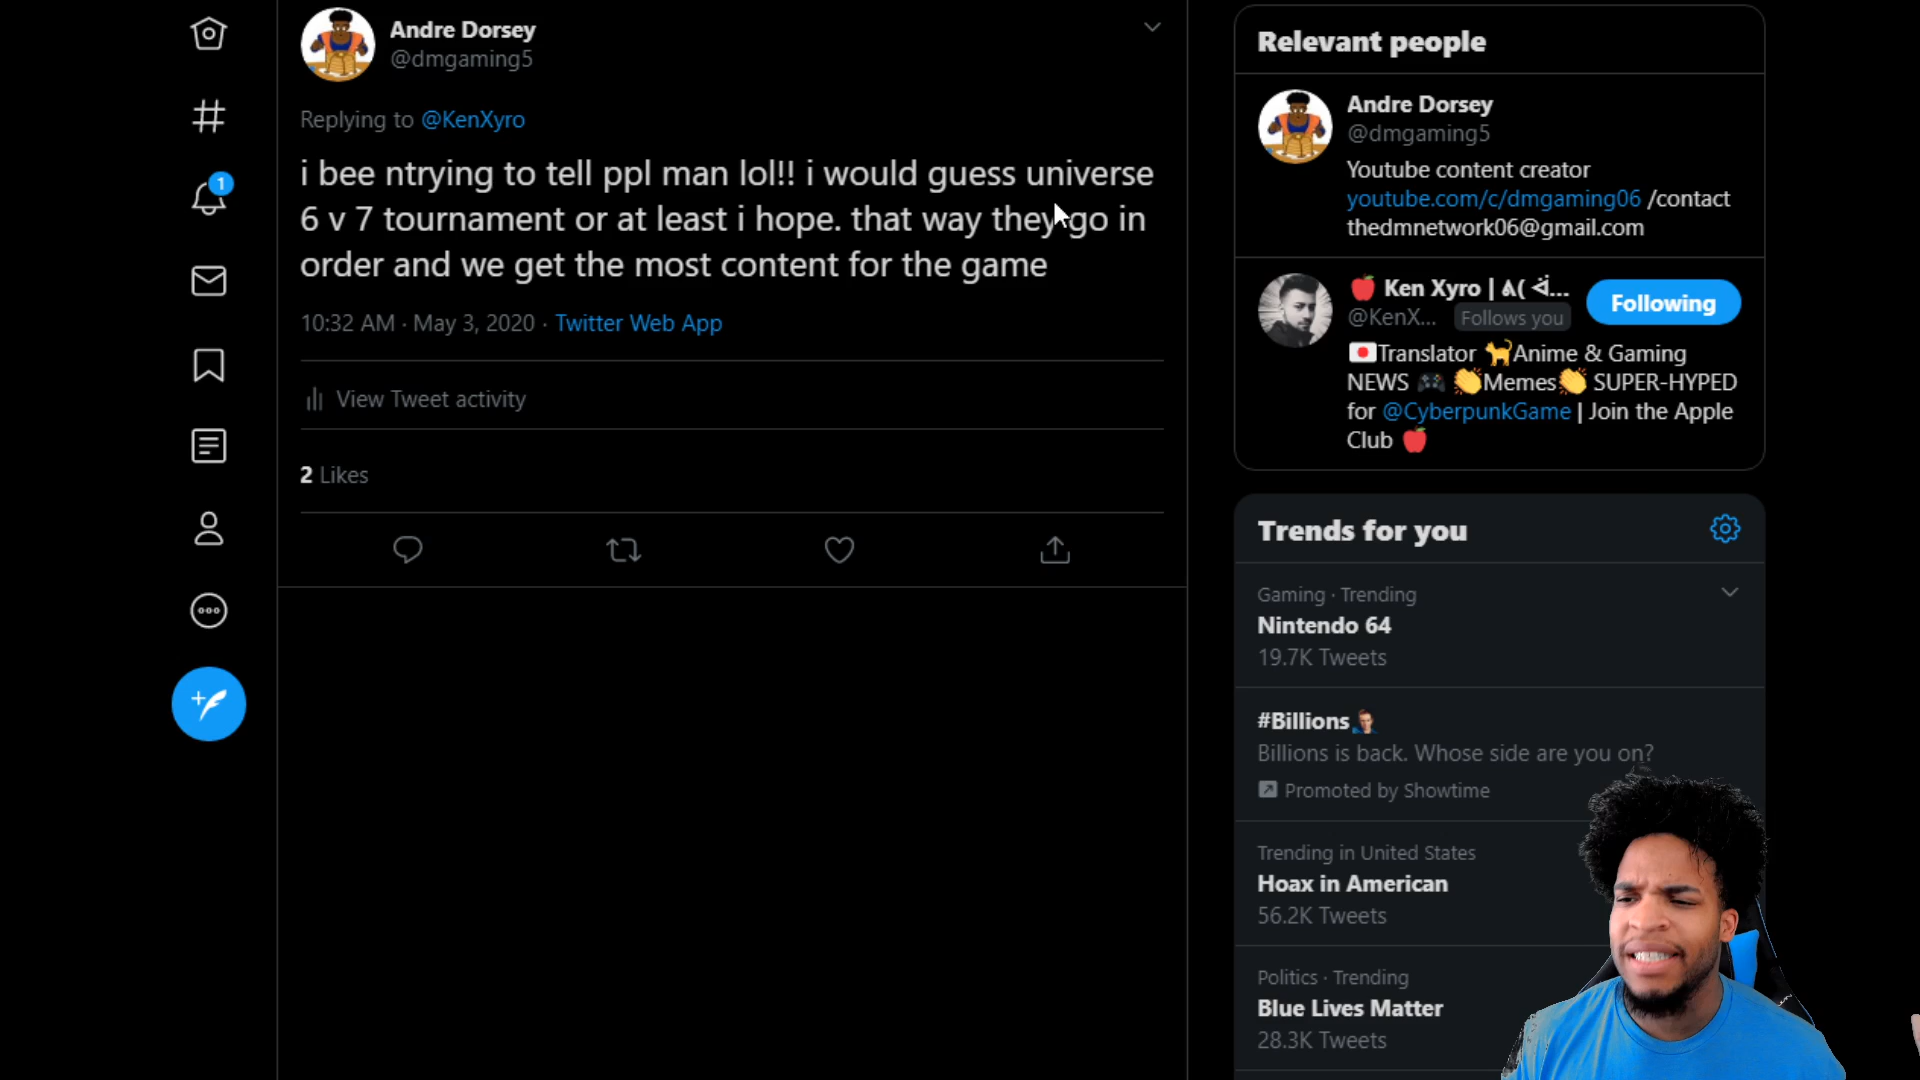 Andre Dorsey
@dmgaming5
Replying to @KenXyro
i bee ntrying to tell ppl man lol!! i would guess universe
6 v 7 tournament or at least i hope. that way they go in
order and we get the most content for the game
10:32 AM · May 3, 2020 · Twitter Web App
View Tweet activity
2 Likes
1
Relevant people
Andre Dorsey
@dmgaming5
Youtube content creator
youtube.com/c/dmgaming06 /contact
thedmnetwork06@gmail.com
🍎 Ken Xyro |
@KenX... Follows you
Following
🇯🇵Translator 🐈Anime & Gaming
NEWS 🎮 👏Memes👏 SUPER-HYPED
for @CyberpunkGame | Join the Apple
Club 🍎
Trends for you
Gaming · Trending
Nintendo 64
19.7K Tweets
#Billions
Billions is back. Whose side are you on?
Promoted by Showtime
Trending in United States
Hoax in American
56.2K Tweets
Politics · Trending
Blue Lives Matter
28.3K Tweets